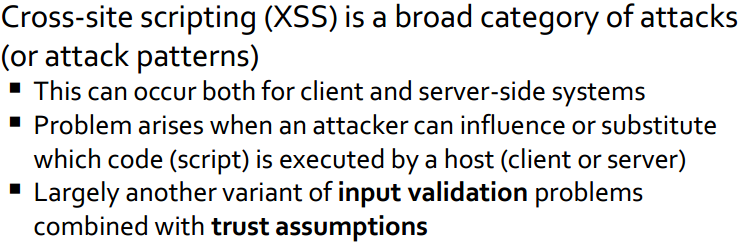 Cross-site scripting (XSS) is a broad category of attacks
(or attack patterns)
▪ This can occur both for client and server-side systems
▪ Problem arises when an attacker can influence or substitute
which code (script) is executed by a host (client or server)
▪ Largely another variant of input validation problems
combined with trust assumptions